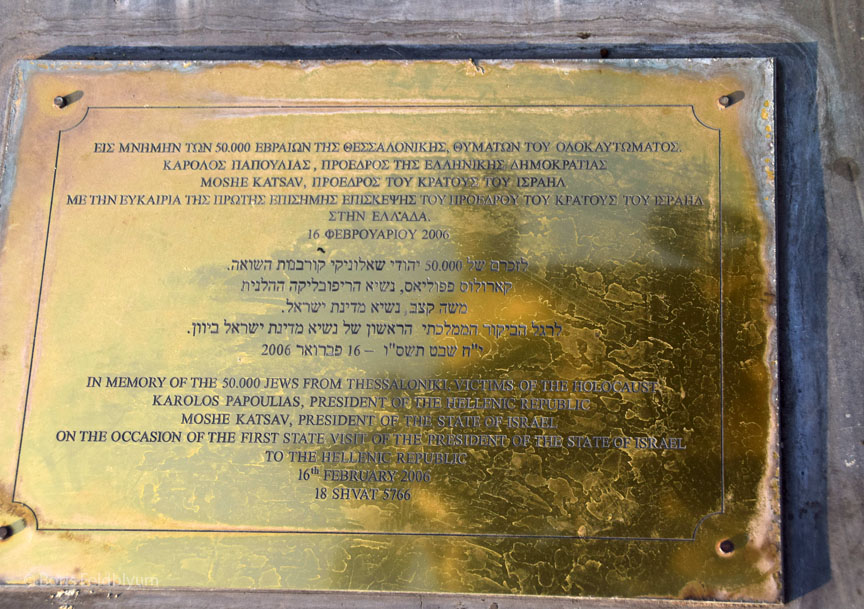 ΕΙΣ ΜΝΗΜΗΝ ΤΩΝ 50.000 ΕΒΡΑΙΩΝ ΤΗΣ ΘΕΣΣΑΛΟΝΙΚΗΣ, ΘΥΜΑΤΩΝ ΤΟΥ ΟΛΟΚΑΥΤΩΜΑΤΟΣ.
ΚΑΡΟΛΟΣ ΠΑΠΟΥΛΙΑΣ, ΠΡΟΕΔΡΟΣ ΤΗΣ ΕΛΛΗΝΙΚΗΣ ΔΗΜΟΚΡΑΤΙΑΣ
MOSHE KATSAV, ΠΡΟΕΔΡΟΣ ΤΟΥ ΚΡΑΤΟΥΣ ΤΟΥ ΙΣΡΑΗΛ
ΜΕ ΤΗΝ ΕΥΚΑΙΡΙΑ ΤΗΣ ΠΡΩΤΗΣ ΕΠΙΣΗΜΗΣ ΕΠΙΣΚΕΨΗΣ ΤΟΥ ΠΡΟΕΔΡΟΥ ΤΟΥ ΚΡΑΤΟΥΣ ΤΟΥ ΙΣΡΑΗΛ
ΣΤΗΝ ΕΛΛΑΔΑ.
16 ΦΕΒΡΟΥΑΡΙΟΥ 2006
לזכרם של 50.000 יהודי שאלוניקי קורבנות השואה.
קארולוס פפוליאס, נשיא הריפובליקה ההלנית
משה קצב, נשיא מדינת ישראל.
לרגל הביקור הממלכתי הראשון של נשיא מדינת ישראל ביוון.
י"ח שבט תשס"ו – 16 פברואר 2006
IN MEMORY OF THE 50.000 JEWS FROM THESSALONIKI, VICTIMS OF THE HOLOCAUST
KAROLOS PAPOULIAS, PRESIDENT OF THE HELLENIC REPUBLIC
MOSHE KATSAV, PRESIDENT OF THE STATE OF ISRAEL
ON THE OCCASION OF THE FIRST STATE VISIT OF THE PRESIDENT OF THE STATE OF ISRAEL
TO THE HELLENIC REPUBLIC
16th FEBRUARY 2006
18 SHVAT 5766